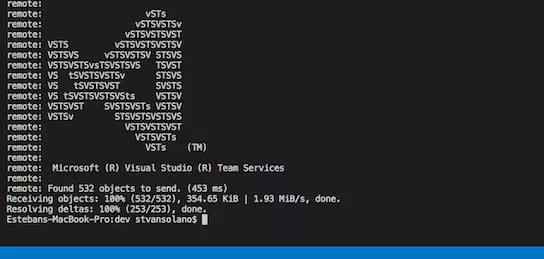 remote:
remote:                    vSTs
remote:                  vSTSVSTSv
remote:                vSTSVSTSVST
remote: VSTS         vSTSVSTSVSTSV
remote: VSTSVS     vSTSVSTSV STSVS
remote: VSTSVSTSvsTSVSTSVS   TSVST
remote: VS  tSVSTSVSTSv      STSVS
remote: VS   tSVSTSVST       SVSTS
remote: VS tSVSTSVSTSVSts    VSTSV
remote: VSTSVST    SVSTSVSTs VSTSV
remote: VSTSv        STSVSTSVSTSVS
remote:                VSTSVSTSVST
remote:                  VSTSVSTs
remote:                    VSTs    (TM)
remote:
remote:  Microsoft (R) Visual Studio (R) Team Services
remote:
remote: Found 532 objects to send. (453 ms)
Receiving objects: 100% (532/532), 354.65 KiB | 1.93 MiB/s, done.
Resolving deltas: 100% (253/253), done.
Estebans-MacBook-Pro:dev stvansolano$